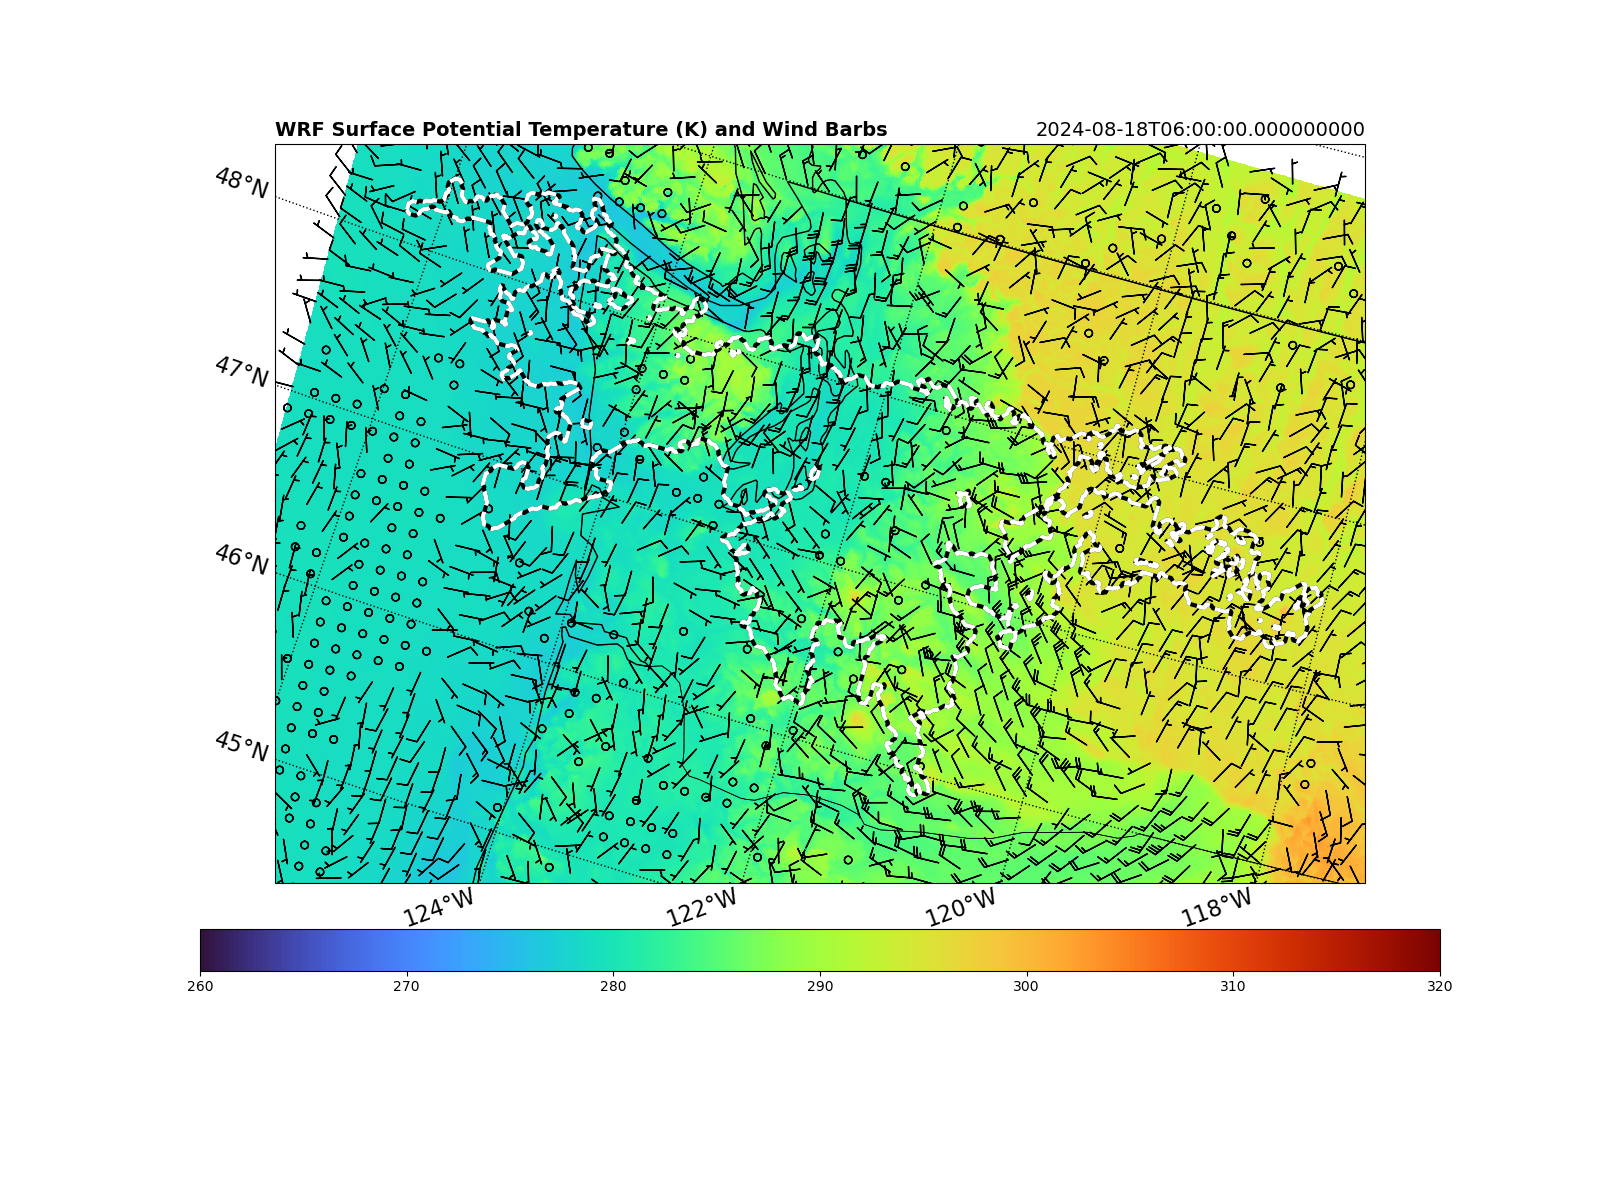 WRF Surface Potential Temperature (K) and Wind Barbs
2024-08-18T06:00:00.000000000
48°N
47°N
46°N
45°N
124°W 122°W 120°W 118°W
260 270 280 290 300 310 320